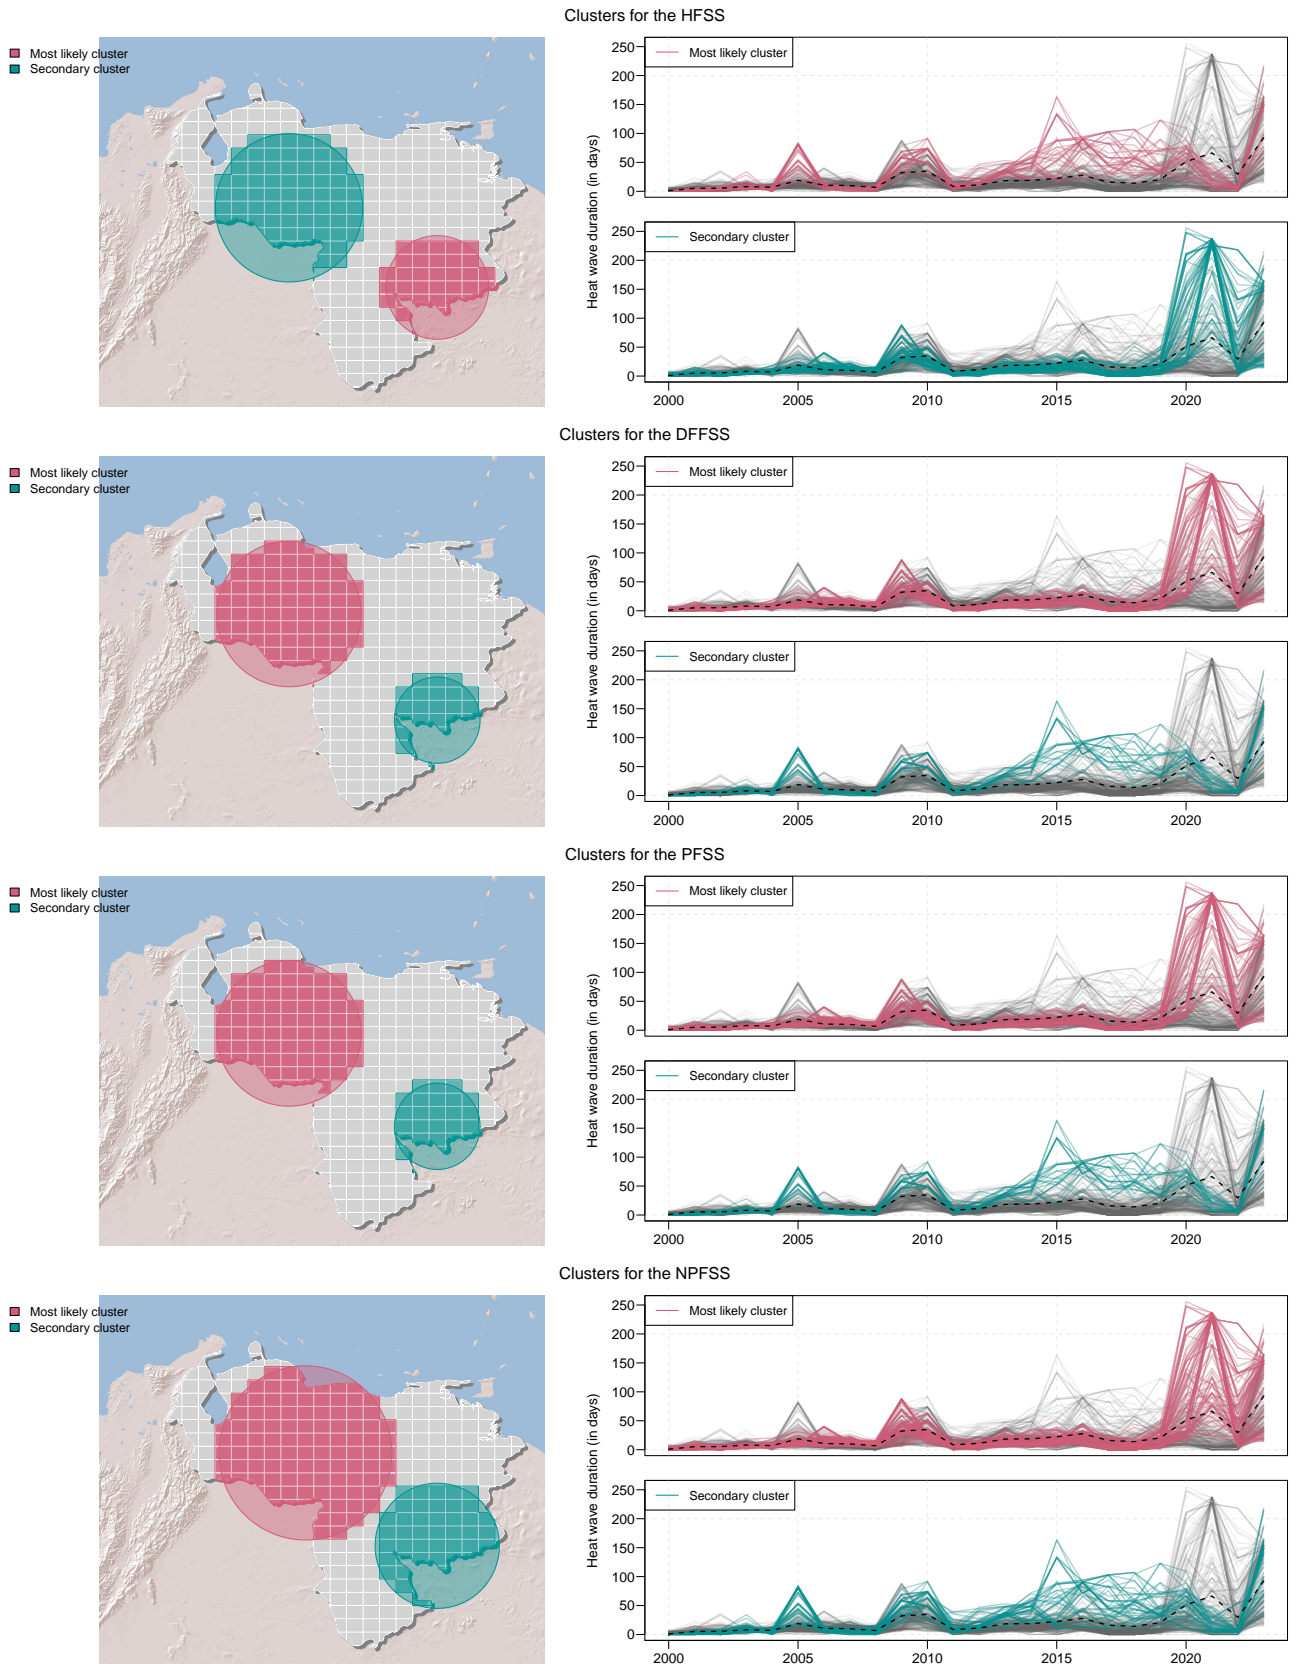 Clusters for the HFSS
Most likely cluster
Secondary cluster
Heat wave duration (in days)
250
200
150
100
50
0
Most likely cluster
250
200
150
100
50
0
Secondary cluster
2000 2005 2010 2015 2020
Clusters for the DFFSS
Most likely cluster
Secondary cluster
Heat wave duration (in days)
250
200
150
100
50
0
Most likely cluster
250
200
150
100
50
0
Secondary cluster
2000 2005 2010 2015 2020
Clusters for the PFSS
Most likely cluster
Secondary cluster
Heat wave duration (in days)
250
200
150
100
50
0
Most likely cluster
250
200
150
100
50
0
Secondary cluster
2000 2005 2010 2015 2020
Clusters for the NPFSS
Most likely cluster
Secondary cluster
Heat wave duration (in days)
250
200
150
100
50
0
Most likely cluster
250
200
150
100
50
0
Secondary cluster
2000 2005 2010 2015 2020